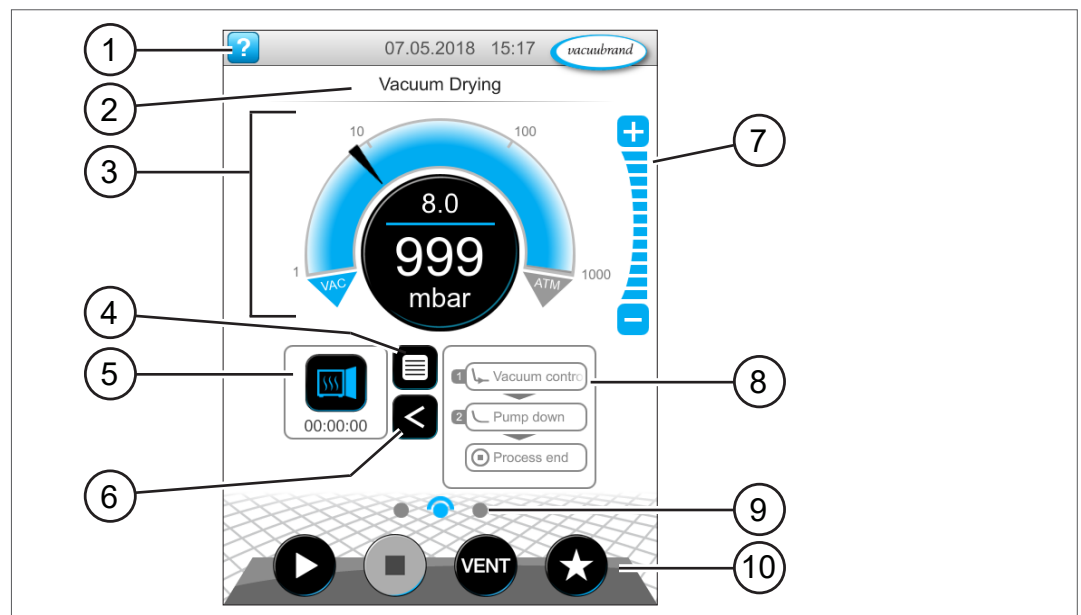 1
? 07.05.2018 15:17 vacuubrand
2
Vacuum Drying
3
10 100
7
8.0
999
mbar
1 1000
VAC ATM
4
5
1 Vacuum contro
8
00:00:00
2 Pump down
Process end
6
9
VENT
10